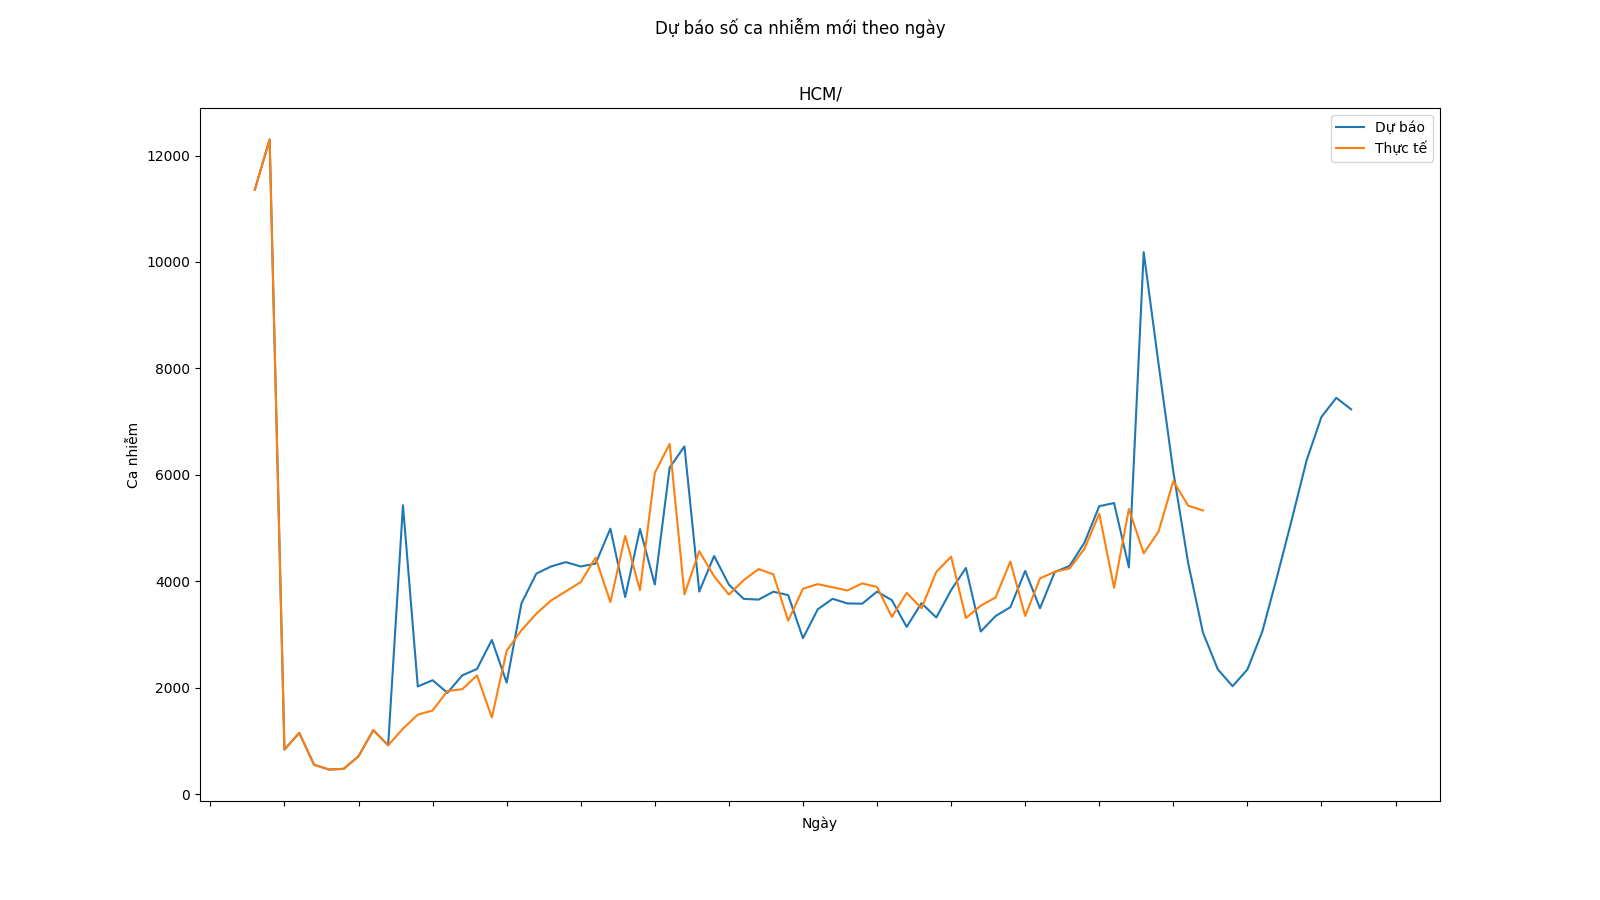 Dự báo số ca nhiễm mới theo ngày
HCM/
Dự báo
Thực tế
12000
10000
8000
6000
4000
2000
0
Ca nhiễm
Ngày